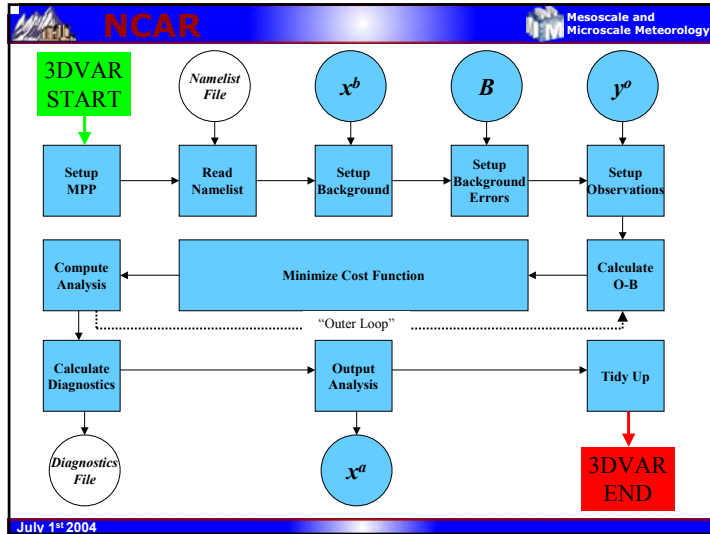 NCAR
Mesoscale and
Microscale Meteorology
3DVAR
START
Namelist
File
x^b
B
y^o
Setup
MPP
Read
Namelist
Setup
Background
Setup
Background
Errors
Setup
Observations
Compute
Analysis
Minimize Cost Function
Calculate
O-B
“Outer Loop”
Calculate
Diagnostics
Output
Analysis
Tidy Up
Diagnostics
File
x^a
3DVAR
END
July 1st 2004